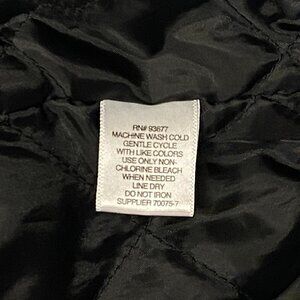 RN# 93677
MACHINE WASH COLD
GENTLE CYCLE
WITH LIKE COLORS
USE ONLY NON-
CHLORINE BLEACH
WHEN NEEDED
LINE DRY
DO NOT IRON
SUPPLIER 70075-7